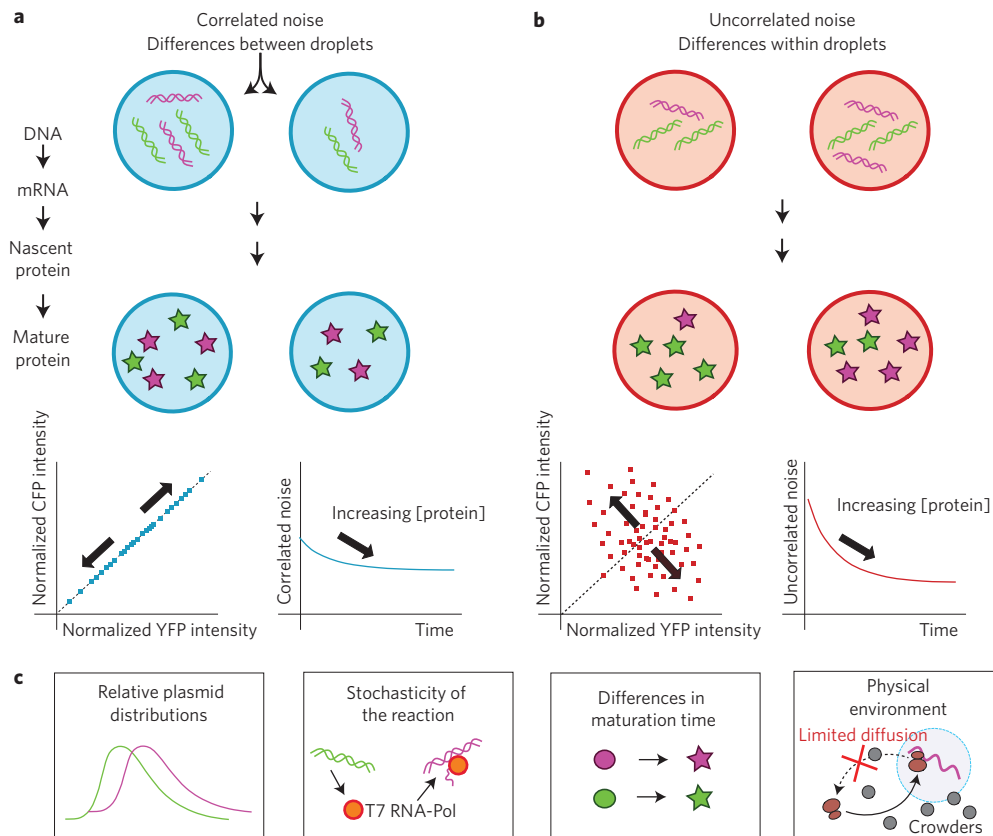 a
Correlated noise
Differences between droplets
DNA
mRNA
Nascent
protein
Mature
protein
Normalized CFP intensity
Normalized YFP intensity
Correlated noise
Increasing [protein]
Time
b
Uncorrelated noise
Differences within droplets
Normalized CFP intensity
Normalized YFP intensity
Uncorrelated noise
Increasing [protein]
Time
c
Relative plasmid
distributions
Stochasticity of
the reaction
T7 RNA-Pol
Differences in
maturation time
Physical
environment
Limited diffusion
Crowders